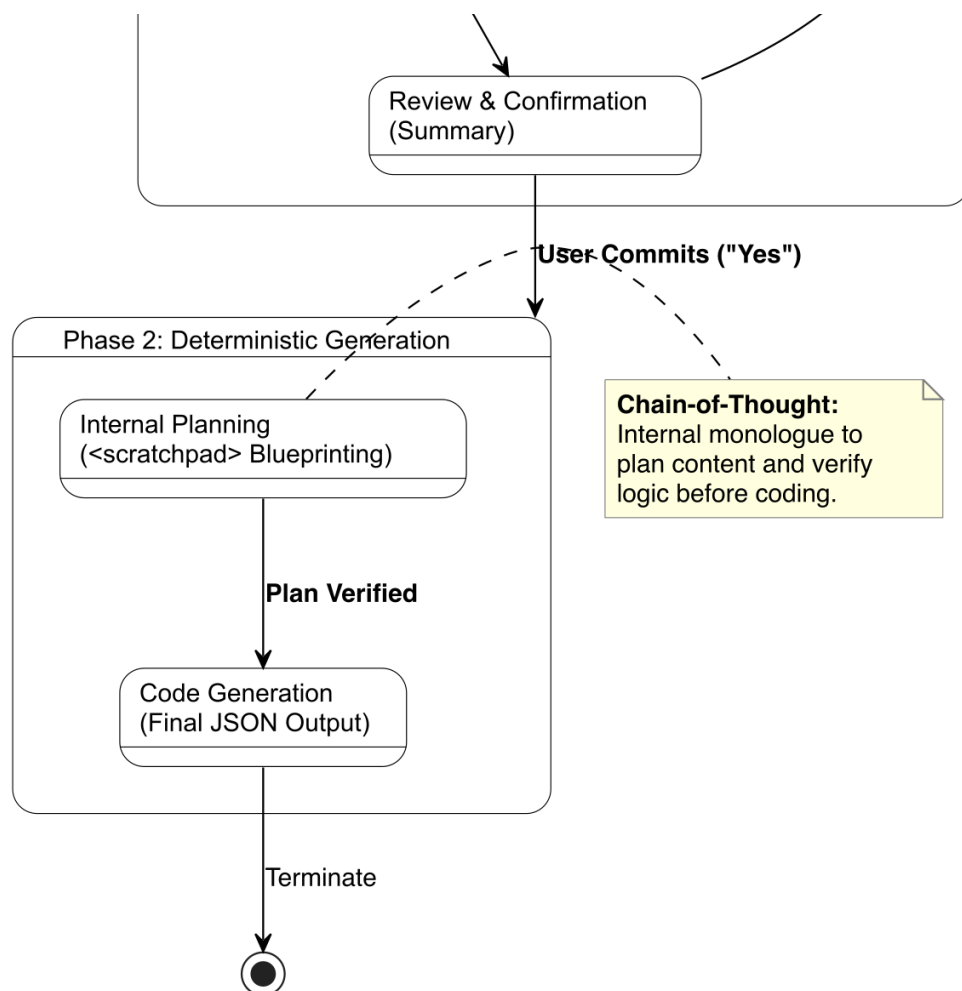 Review & Confirmation
(Summary)
User Commits ("Yes")
Phase 2: Deterministic Generation
Internal Planning
(<scratchpad> Blueprinting)
Chain-of-Thought:
Internal monologue to
plan content and verify
logic before coding.
Plan Verified
Code Generation
(Final JSON Output)
Terminate